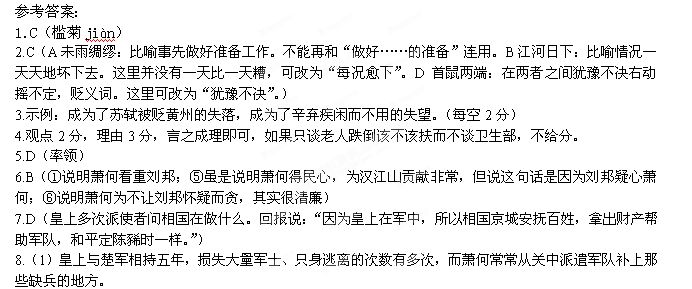 参考答案:
1.C（槛菊 jiàn）
2.C（A 未雨绸缪：比喻事先做好准备工作。不能再和“做好……的准备”连用。B 江河日下：比喻情况一
天天地坏下去。这里并没有一天比一天糟，可改为“每况愈下”。D 首鼠两端：在两者之间犹豫不决右动
摇不定，贬义词。这里可改为“犹豫不决”。）
3.示例：成为了苏轼被贬黄州的失落，成为了辛弃疾闲而不用的失望。（每空 2 分）
4.观点 2 分，理由 3 分，言之成理即可，如果只谈老人跌倒该不该扶而不谈卫生部，不给分。
5.D（率领）
6.B（①说明萧何看重刘邦；⑤虽是说明萧何得民心，为汉江山贡献非常，但说这句话是因为刘邦疑心萧
何；⑥说明萧何为不让刘邦怀疑而贪，其实很清廉）
7.D（皇上多次派使者问相国在做什么。回报说：“因为皇上在军中，所以相国京城安抚百姓，拿出财产帮
助军队，和平定陈豨时一样。”）
8.（1）皇上与楚军相持五年，损失大量军士、只身逃离的次数有多次，而萧何常常从关中派遣军队补上那
些缺兵的地方。